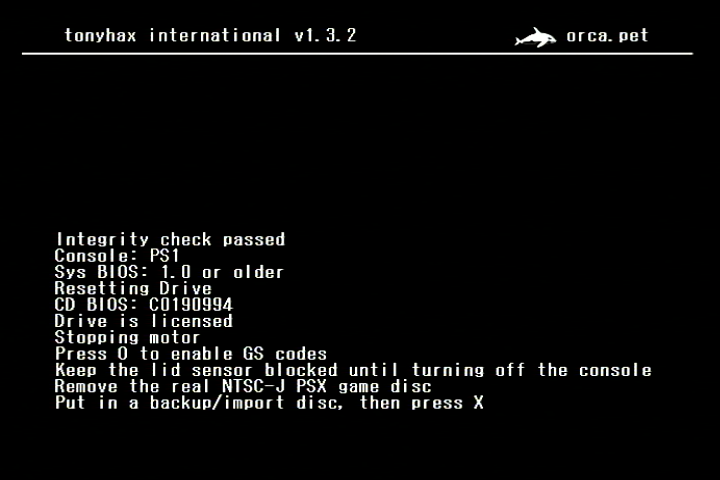 tonyhax international v1.3.2
orca.pet
Integrity check passed
Console: PS1
Sys BIOS: 1.0 or older
Resetting Drive
CD BIOS: C0190994
Drive is licensed
Stopping motor
Press O to enable GS codes
Keep the lid sensor blocked until turning off the console
Remove the real NTSC-J PSX game disc
Put in a backup/import disc, then press X